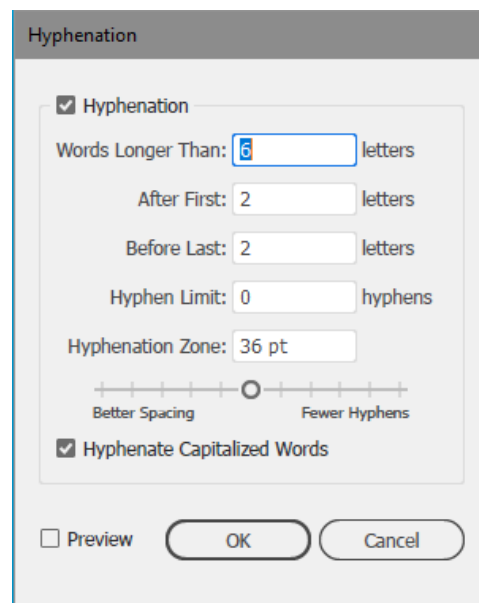 Hyphenation
Hyphenation
Words Longer Than: 6 letters
After First: 2 letters
Before Last: 2 letters
Hyphen Limit: 0 hyphens
Hyphenation Zone: 36 pt
Better Spacing Fewer Hyphens
Hyphenate Capitalized Words
Preview OK Cancel